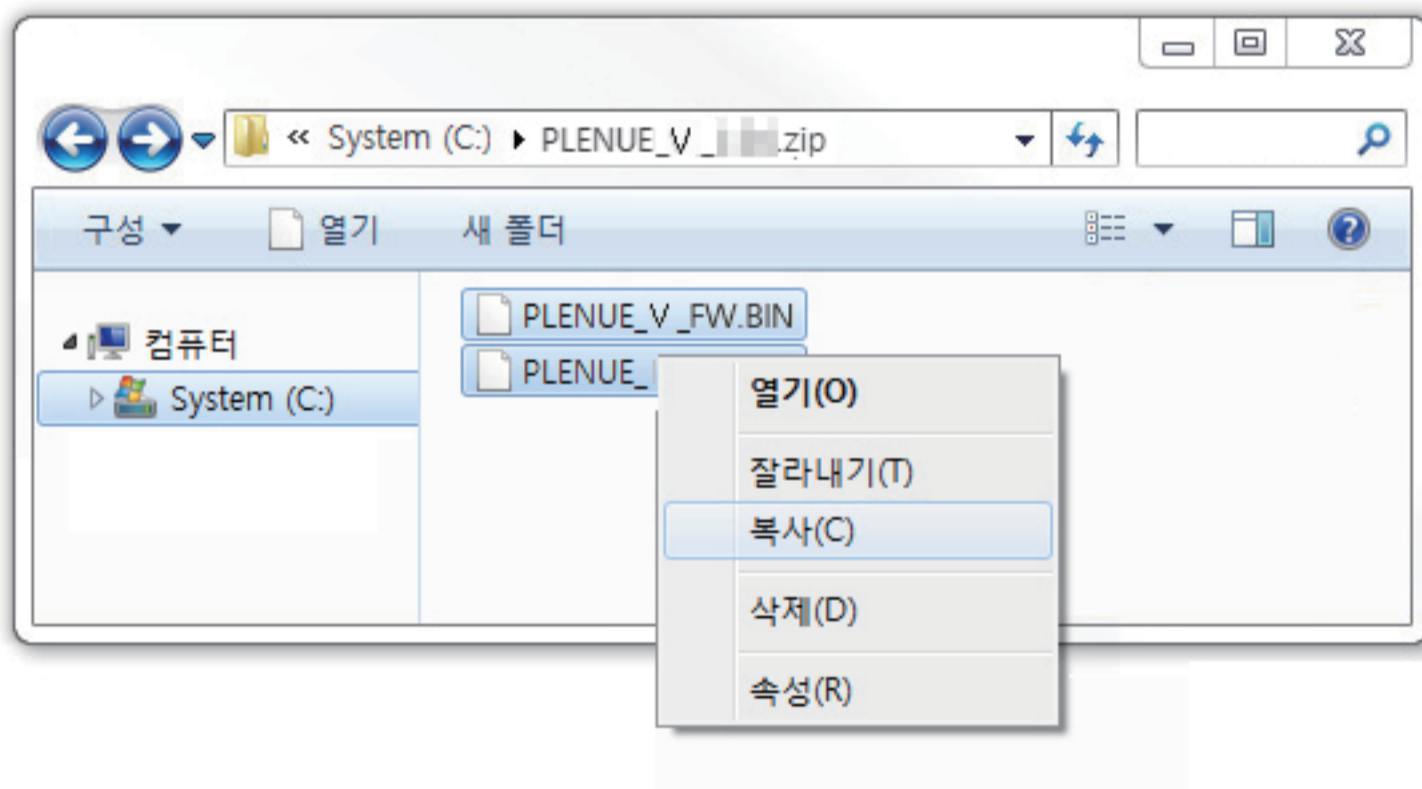 « System (C:) ▸ PLENUE_V_ .zip
구성 열기 새 폴더
컴퓨터
System (C:)
PLENUE_V_FW.BIN
PLENUE_
열기(O)
잘라내기(T)
복사(C)
삭제(D)
속성(R)